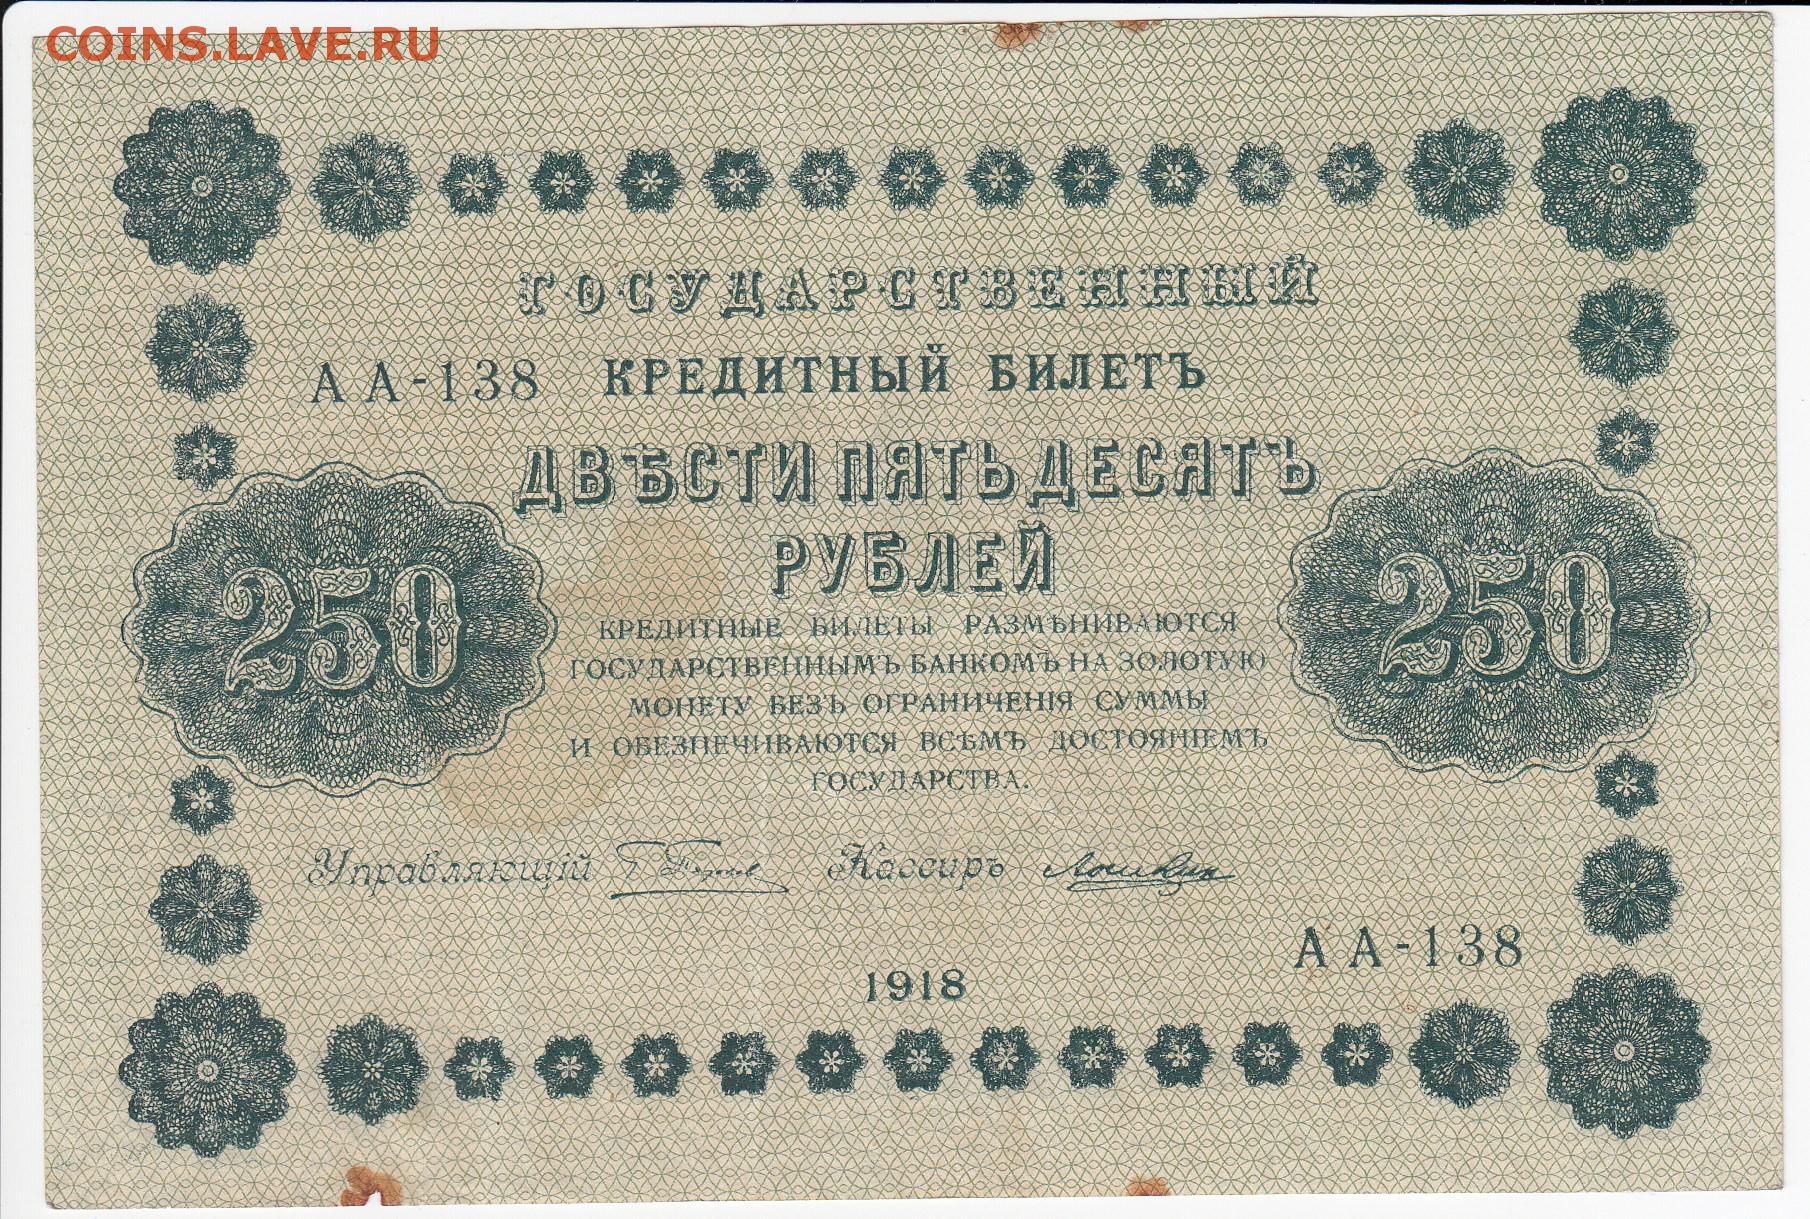 COINS.LAVE.RU
ГОСУДАРСТВЕННЫЙ
АА-138 КРЕДИТНЫЙ БИЛЕТЪ
ДВѢСТИ ПЯТЬДЕСЯТЪ
РУБЛЕЙ
250 250
КРЕДИТНЫЕ БИЛЕТЫ РАЗМѢНИВАЮТСЯ
ГОСУДАРСТВЕННЫМЪ БАНКОМЪ НА ЗОЛОТУЮ
МОНЕТУ БЕЗЪ ОГРАНИЧЕНІЯ СУММЫ
И ОБЕЗПЕЧИВАЮТСЯ ВСѢМЪ ДОСТОЯНІЕМЪ
ГОСУДАРСТВА.
Управляющій Кассиръ
АА-138
1918